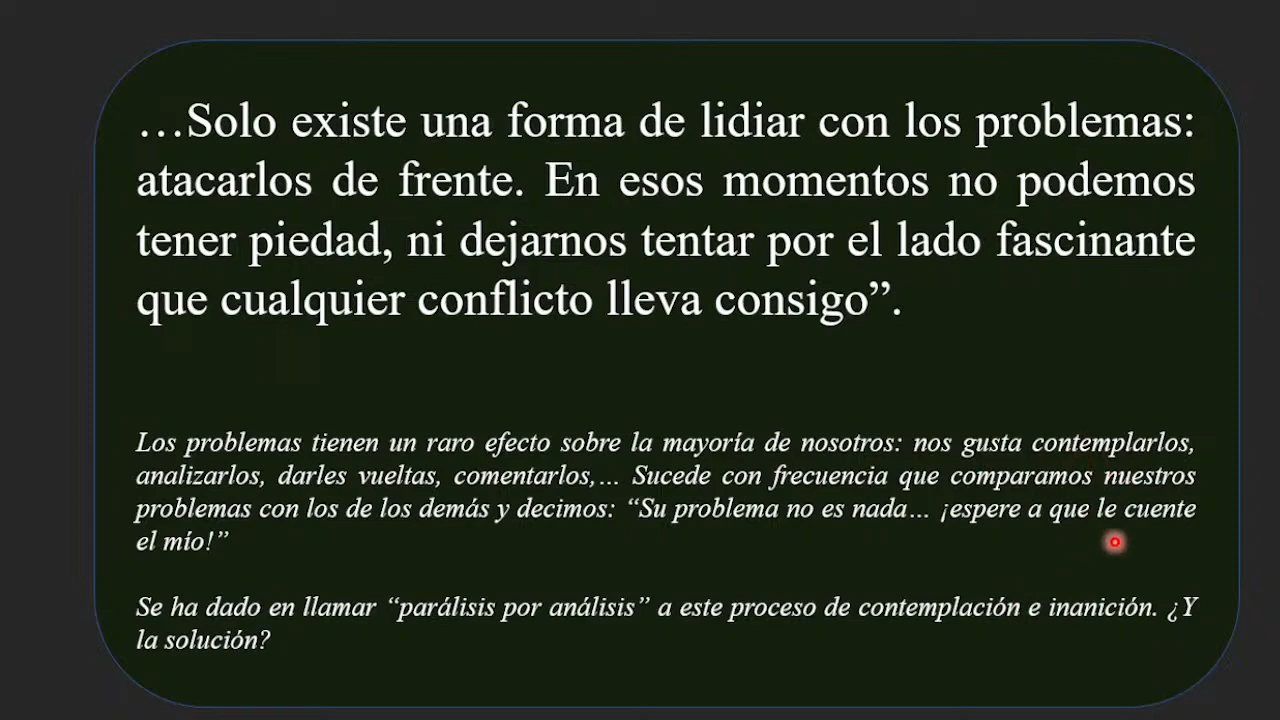 …Solo existe una forma de lidiar con los problemas:
atacarlos de frente. En esos momentos no podemos
tener piedad, ni dejarnos tentar por el lado fascinante
que cualquier conflicto lleva consigo”.
Los problemas tienen un raro efecto sobre la mayoría de nosotros: nos gusta contemplarlos,
analizarlos, darles vueltas, comentarlos,… Sucede con frecuencia que comparamos nuestros
problemas con los de los demás y decimos: “Su problema no es nada… ¡espere a que le cuente
el mío!”
Se ha dado en llamar “parálisis por análisis” a este proceso de contemplación e inanición. ¿Y
la solución?